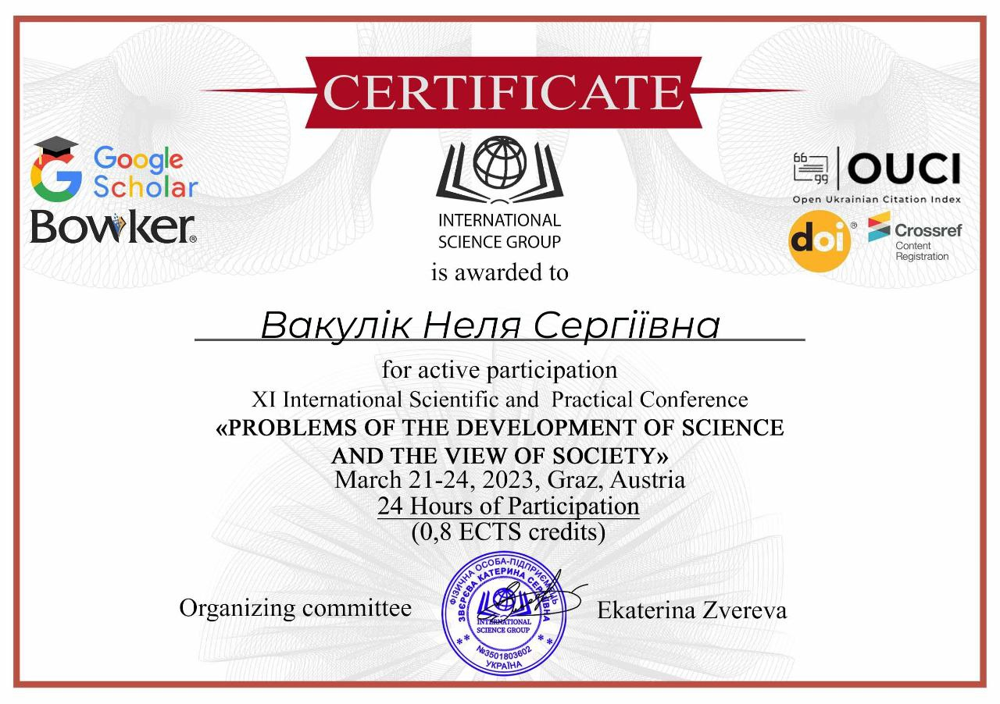 CERTIFICATE
Google
Scholar
Bowker®
INTERNATIONAL
SCIENCE GROUP
66
99
OUCI
Open Ukrainian Citation Index
doi®
Crossref
Content
Registration
is awarded to
Вакулік Неля Сергіївна
for active participation
XI International Scientific and Practical Conference
«PROBLEMS OF THE DEVELOPMENT OF SCIENCE
AND THE VIEW OF SOCIETY»
March 21-24, 2023, Graz, Austria
24 Hours of Participation
(0,8 ECTS credits)
Organizing committee
ФІЗИЧНА ОСОБА-ПІДПРИЄМЕЦЬ
ЗВЄРЄВА КАТЕРИНА СЕРГІЇВНА
INTERNATIONAL
SCIENCE GROUP
№3501803602
УКРАЇНА
Ekaterina Zvereva